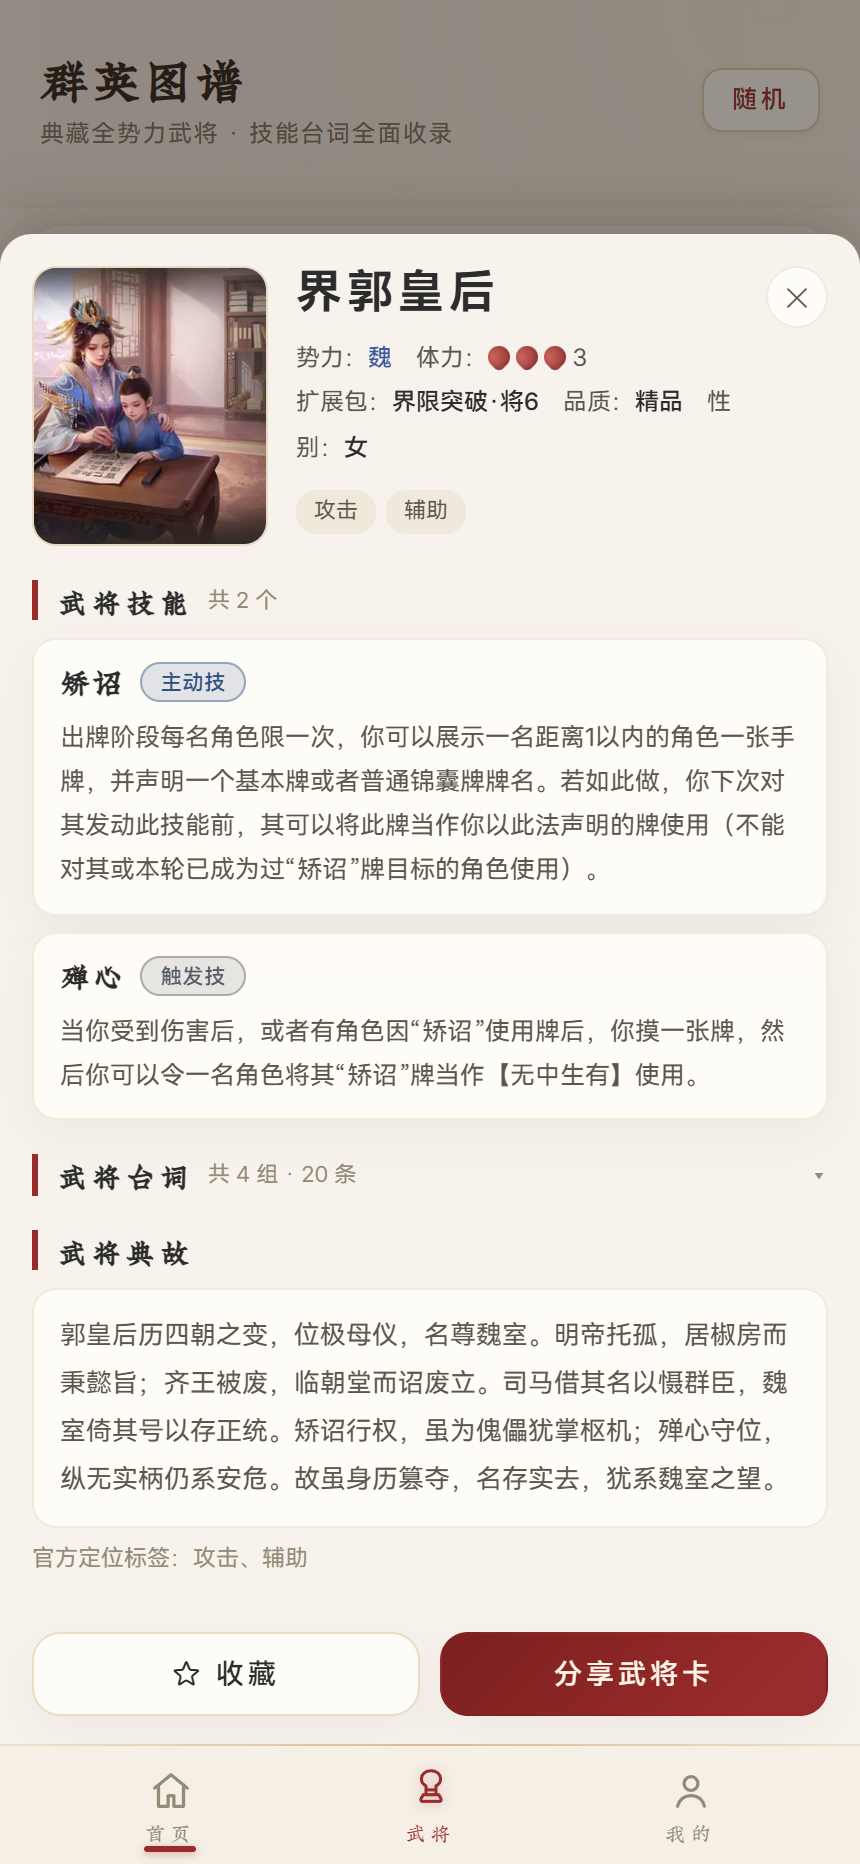 群英图谱
典藏全势力武将 · 技能台词全面收录
随机
界郭皇后
势力：魏 体力：3
扩展包：界限突破·将6 品质：精品 性
别：女
攻击 辅助
武将技能 共 2 个
矫诏 主动技
出牌阶段每名角色限一次，你可以展示一名距离1以内的角色一张手
牌，并声明一个基本牌或者普通锦囊牌牌名。若如此做，你下次对
其发动此技能前，其可以将此牌当作你以此法声明的牌使用（不能
对其或本轮已成为过“矫诏”牌目标的角色使用）。
殚心 触发技
当你受到伤害后，或者有角色因“矫诏”使用牌后，你摸一张牌，然
后你可以令一名角色将其“矫诏”牌当作【无中生有】使用。
武将台词 共 4 组 · 20 条
武将典故
郭皇后历四朝之变，位极母仪，名尊魏室。明帝托孤，居椒房而
秉懿旨；齐王被废，临朝堂而诏废立。司马借其名以慑群臣，魏
室倚其号以存正统。矫诏行权，虽为傀儡犹掌枢机；殚心守位，
纵无实柄仍系安危。故虽身历篡夺，名存实去，犹系魏室之望。
官方定位标签：攻击、辅助
收藏
分享武将卡
首页
武将
我的